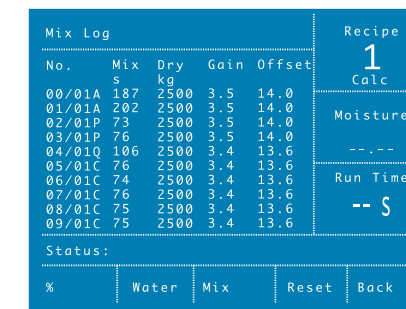 Mix Log
No. Mix Dry Gain Offset
s kg
00/01A 187 2500 3.5 14.0
01/01A 202 2500 3.5 14.0
02/01P 73 2500 3.5 14.0
03/01P 76 2500 3.5 14.0
04/01Q 106 2500 3.4 13.6
05/01C 76 2500 3.4 13.6
06/01C 74 2500 3.4 13.6
07/01C 76 2500 3.4 13.6
08/01C 75 2500 3.4 13.6
09/01C 75 2500 3.4 13.6
Status:
Recipe
1
Calc
Moisture
--.--
Run Time
-- S
% Water Mix Reset Back